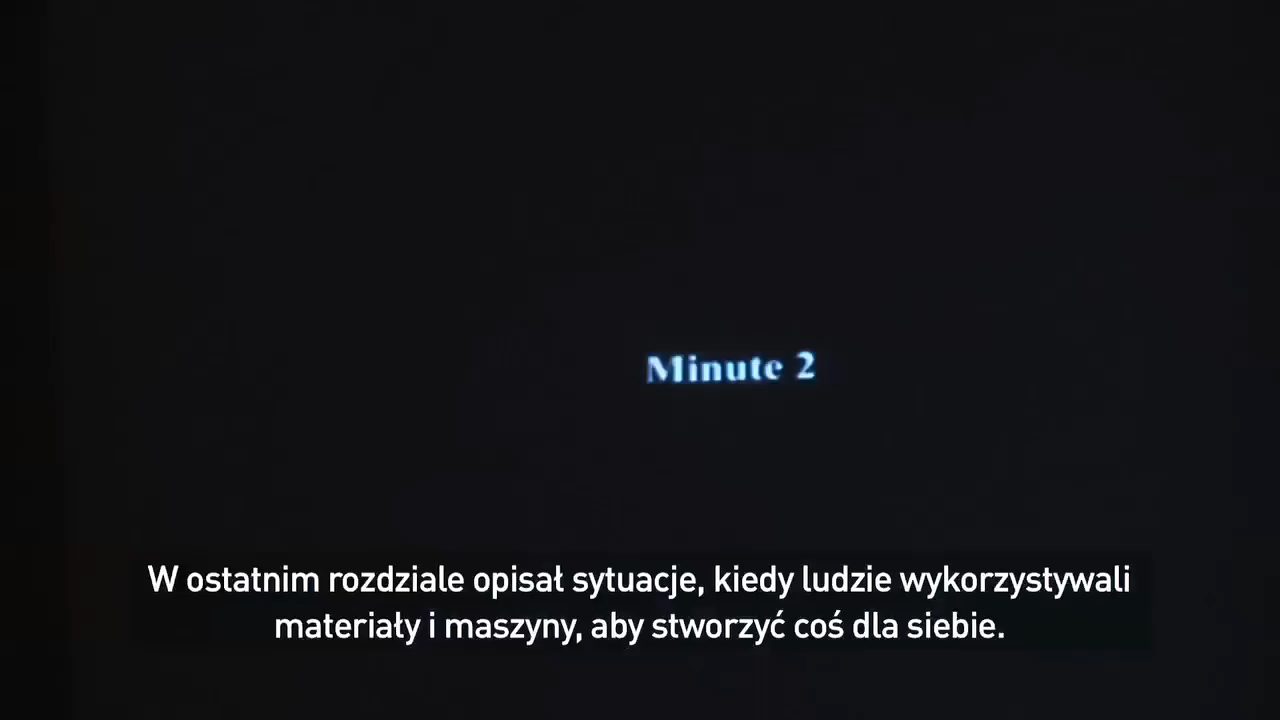 Minute 2
W ostatnim rozdziale opisał sytuacje, kiedy ludzie wykorzystywali
materiały i maszyny, aby stworzyć coś dla siebie.